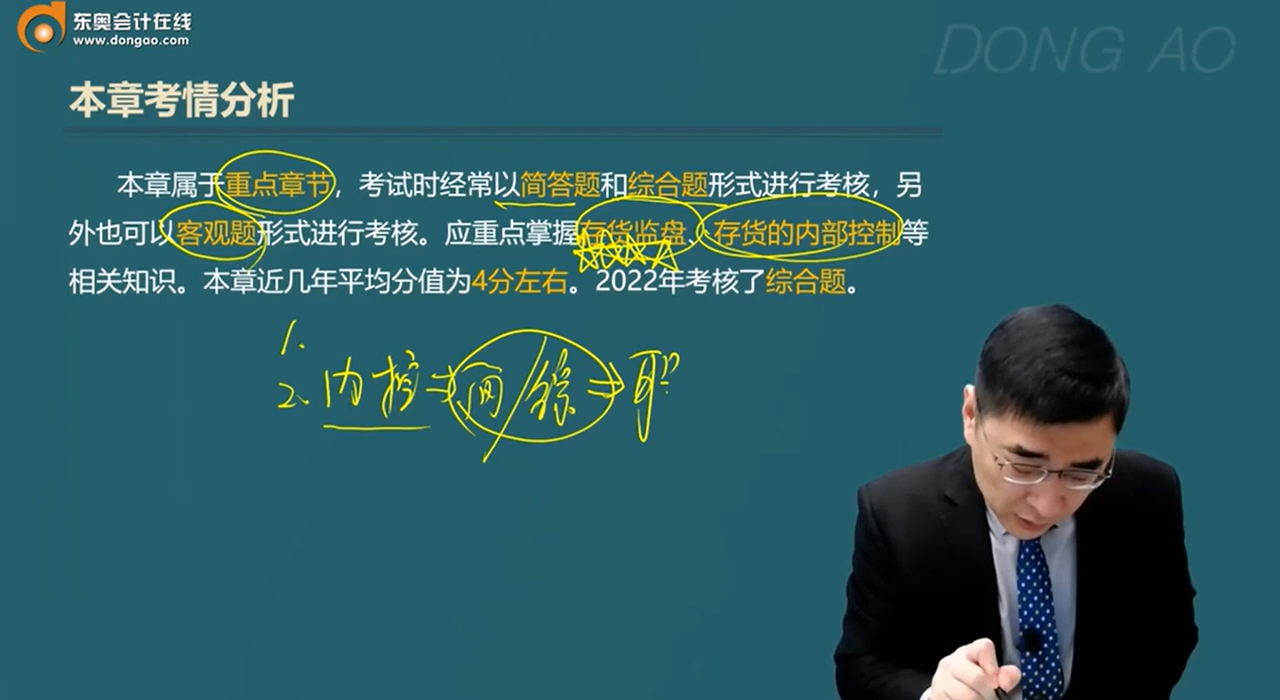 东奥会计在线
www.dongao.com
DONG AO
本章考情分析
本章属于重点章节，考试时经常以简答题和综合题形式进行考核，另
外也可以客观题形式进行考核。应重点掌握存货监盘、存货的内部控制等
相关知识。本章近几年平均分值为4分左右。2022年考核了综合题。
1.
2、内控→简/综→职